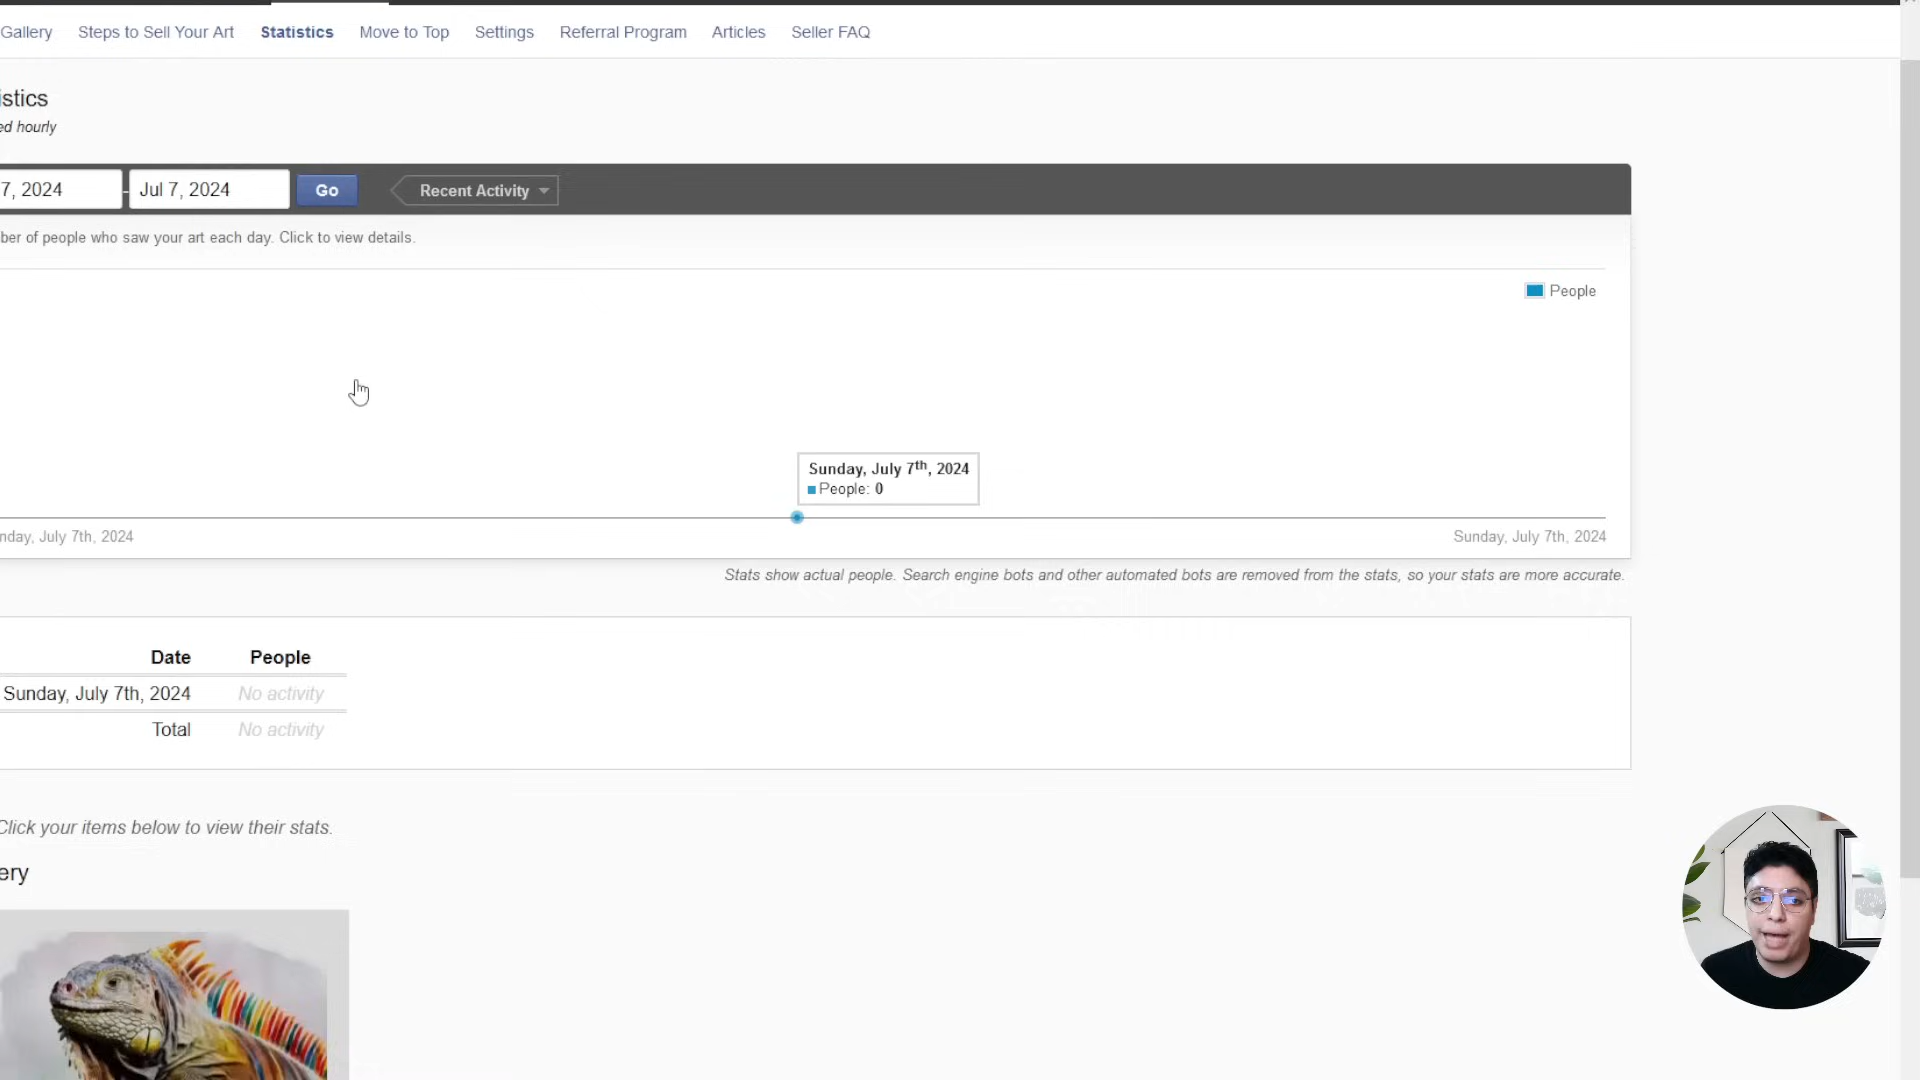 Gallery Steps to Sell Your Art Statistics Move to Top Settings Referral Program Articles Seller FAQ
istics
ed hourly
7, 2024 - Jul 7, 2024 Go Recent Activity
ber of people who saw your art each day. Click to view details.
People
Sunday, July 7th, 2024
People: 0
nday, July 7th, 2024 Sunday, July 7th, 2024
Stats show actual people. Search engine bots and other automated bots are removed from the stats, so your stats are more accurate.
Date People
Sunday, July 7th, 2024 No activity
Total No activity
Click your items below to view their stats.
ery